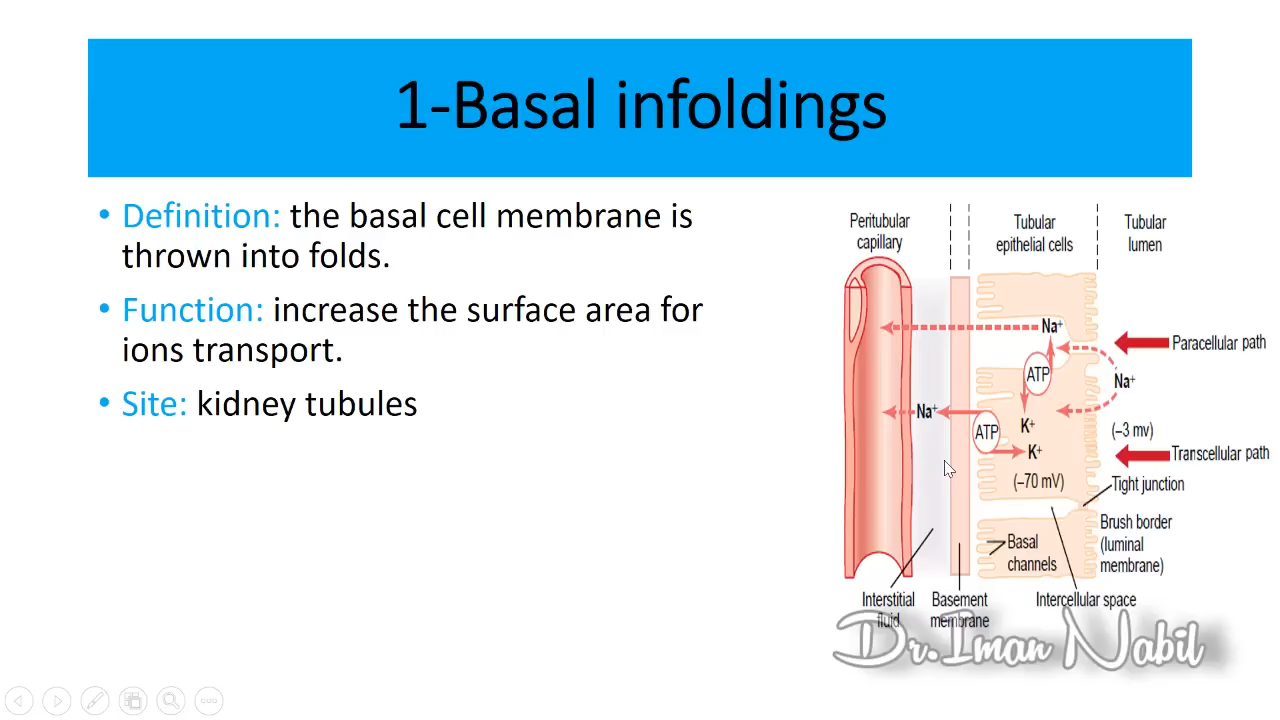 1-Basal infoldings
• Definition: the basal cell membrane is
thrown into folds.
• Function: increase the surface area for
ions transport.
• Site: kidney tubules
Peritubular
capillary
Tubular
epithelial cells
Tubular
lumen
Na⁺
Paracellular path
ATP
Na⁺
Na⁺
K⁺
ATP
K⁺
(–3 mv)
Transcellular path
(–70 mV)
Tight junction
Brush border
(luminal
membrane)
Basal
channels
Interstitial
fluid
Basement
membrane
Intercellular space
Dr.Iman Nabil